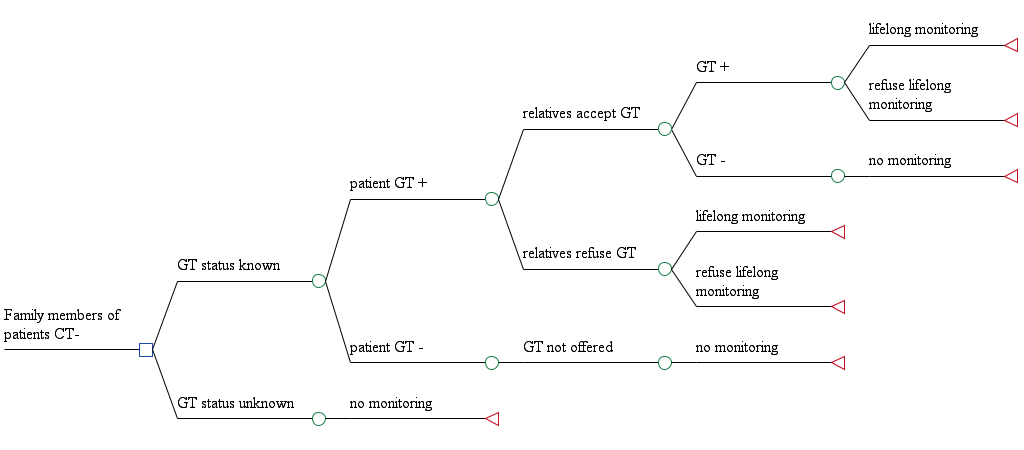 lifelong monitoring
GT +
refuse lifelong
monitoring
relatives accept GT
GT -
no monitoring
patient GT +
lifelong monitoring
relatives refuse GT
GT status known
refuse lifelong
monitoring
Family members of
patients CT-
patient GT -
GT not offered
no monitoring
GT status unknown
no monitoring